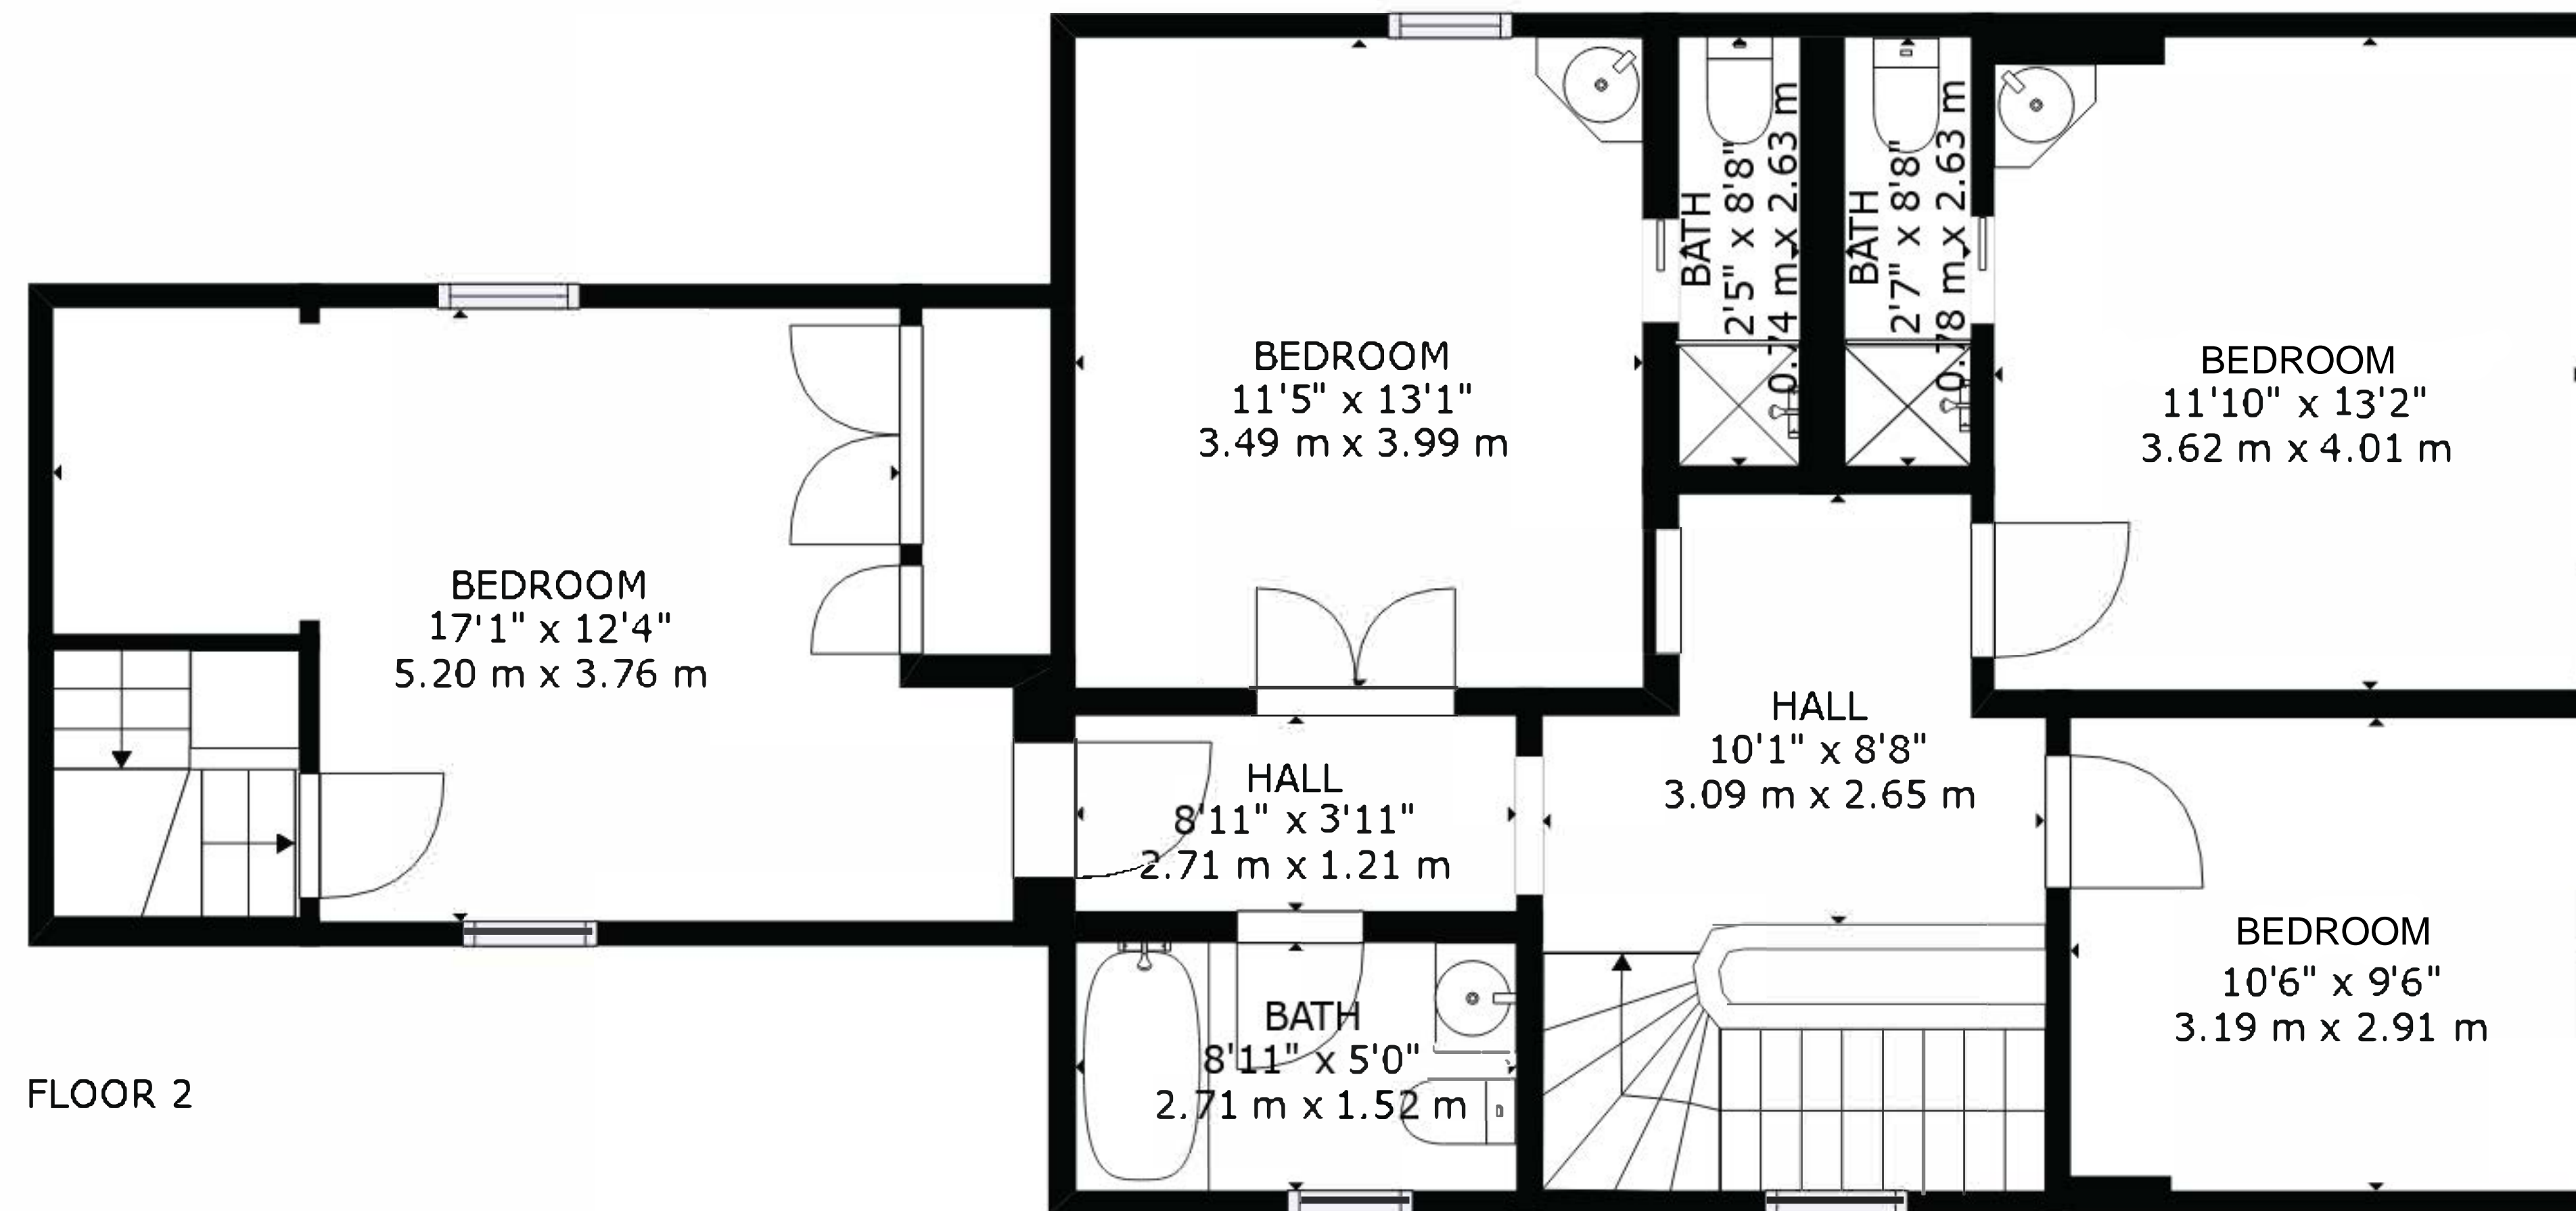 BATH
2'5" x 8'8"
0.74 m x 2.63 m
BATH
2'7" x 8'8"
0.78 m x 2.63 m
BEDROOM
11'5" x 13'1"
3.49 m x 3.99 m
BEDROOM
11'10" x 13'2"
3.62 m x 4.01 m
BEDROOM
17'1" x 12'4"
5.20 m x 3.76 m
HALL
8'11" x 3'11"
2.71 m x 1.21 m
HALL
10'1" x 8'8"
3.09 m x 2.65 m
BATH
8'11" x 5'0"
2.71 m x 1.52 m
BEDROOM
10'6" x 9'6"
3.19 m x 2.91 m
FLOOR 2